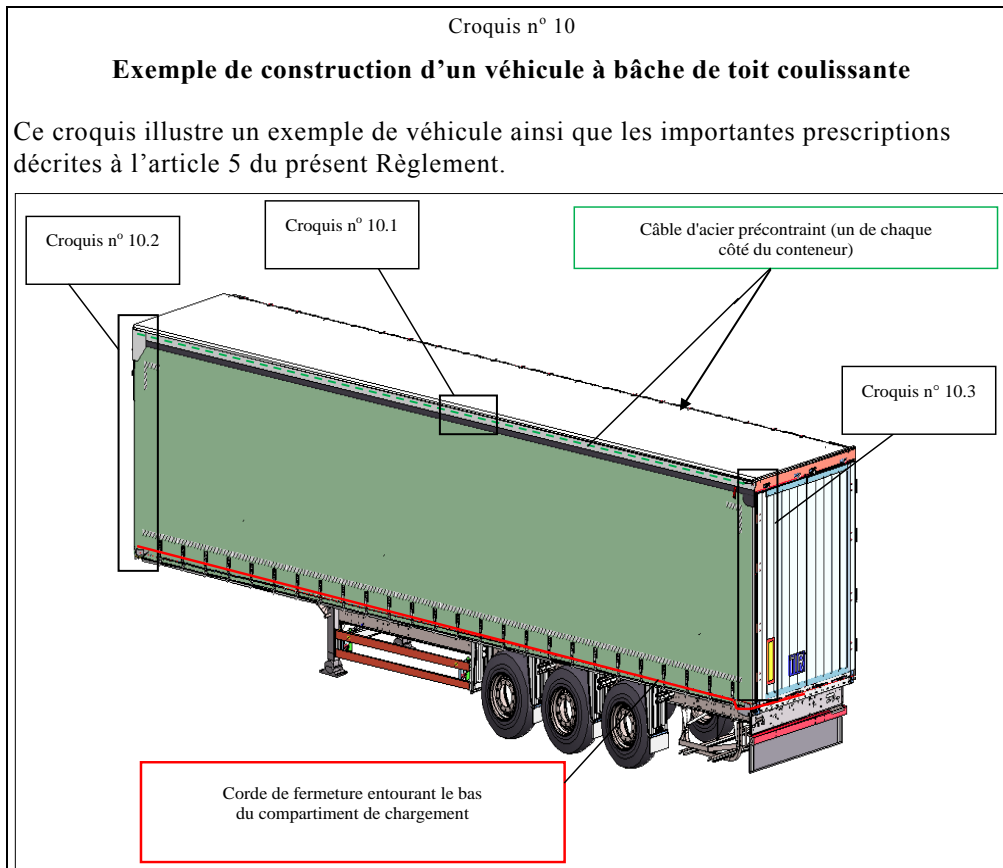 Croquis nº 10
Exemple de construction d’un véhicule à bâche de toit coulissante
Ce croquis illustre un exemple de véhicule ainsi que les importantes prescriptions
décrites à l’article 5 du présent Règlement.
Croquis nº 10.2
Croquis nº 10.1
Câble d'acier précontraint (un de chaque
côté du conteneur)
Croquis n° 10.3
Corde de fermeture entourant le bas
du compartiment de chargement